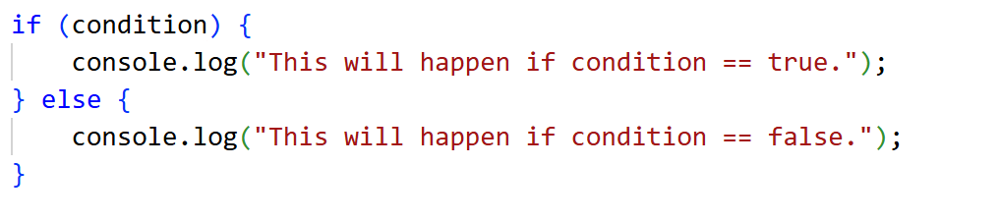 if (condition) {
    console.log("This will happen if condition == true.");
} else {
    console.log("This will happen if condition == false.");
}